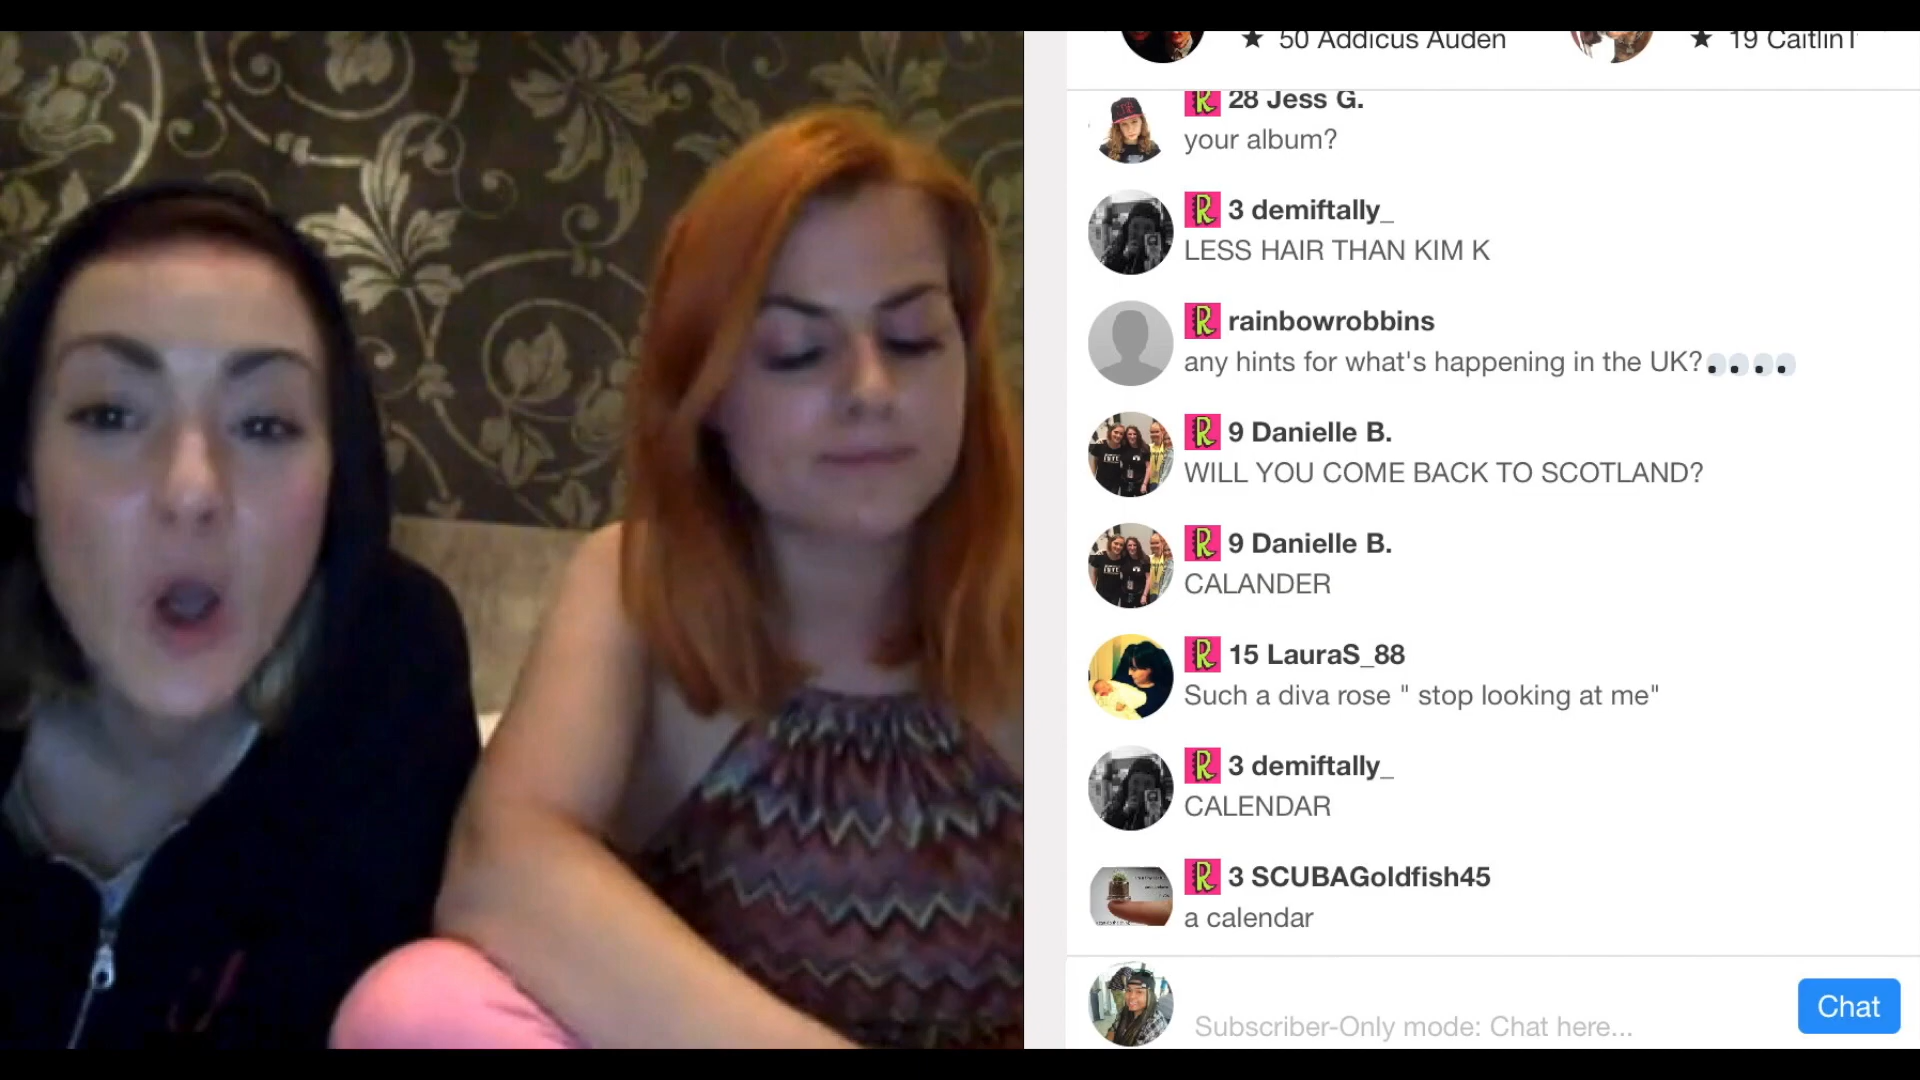 ★ 50 Addicus Auden
★ 19 Caitlin
R 28 Jess G.
your album?
R 3 demiftally_
LESS HAIR THAN KIM K
R rainbowrobbins
any hints for what's happening in the UK?
R 9 Danielle B.
WILL YOU COME BACK TO SCOTLAND?
R 9 Danielle B.
CALANDER
R 15 LauraS_88
Such a diva rose " stop looking at me"
R 3 demiftally_
CALENDAR
R 3 SCUBAGoldfish45
a calendar
Subscriber-Only mode: Chat here...
Chat